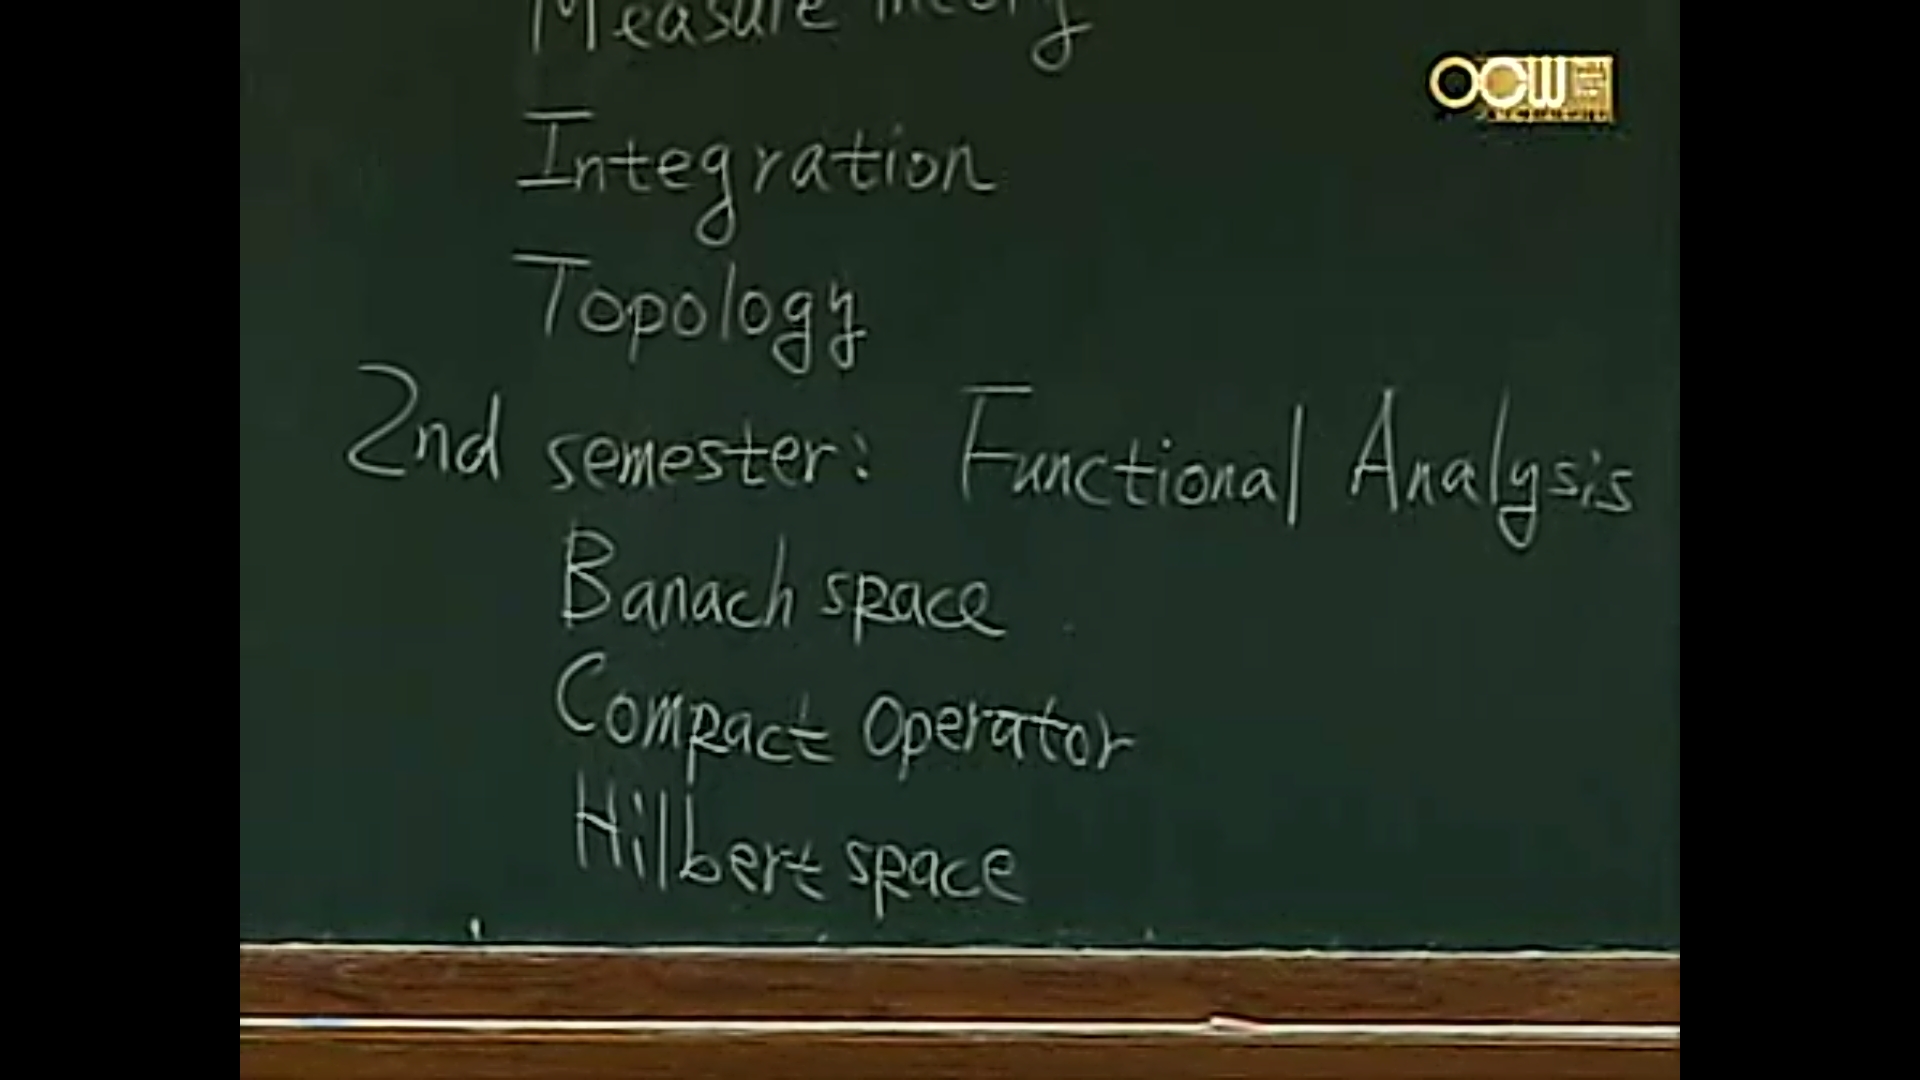 Measure theory
Integration
Topology
2nd semester: Functional Analysis
Banach space
Compact Operator
Hilbert space
OCW